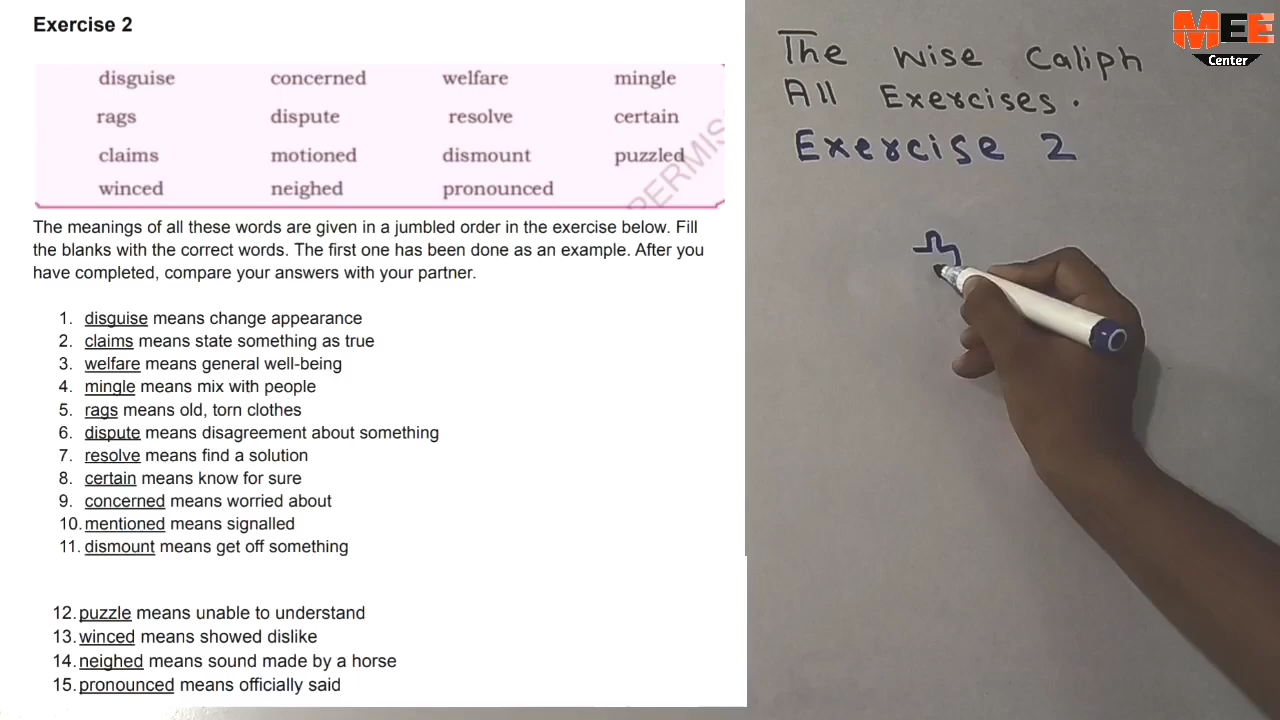 Exercise 2
disguise concerned welfare mingle
rags dispute resolve certain
claims motioned dismount puzzled
winced neighed pronounced
PERMIS
The meanings of all these words are given in a jumbled order in the exercise below. Fill
the blanks with the correct words. The first one has been done as an example. After you
have completed, compare your answers with your partner.
1. disguise means change appearance
2. claims means state something as true
3. welfare means general well-being
4. mingle means mix with people
5. rags means old, torn clothes
6. dispute means disagreement about something
7. resolve means find a solution
8. certain means know for sure
9. concerned means worried about
10. mentioned means signalled
11. dismount means get off something
12. puzzle means unable to understand
13. winced means showed dislike
14. neighed means sound made by a horse
15. pronounced means officially said
The Wise Caliph
All Exercises.
Exercise 2
MEE
Center